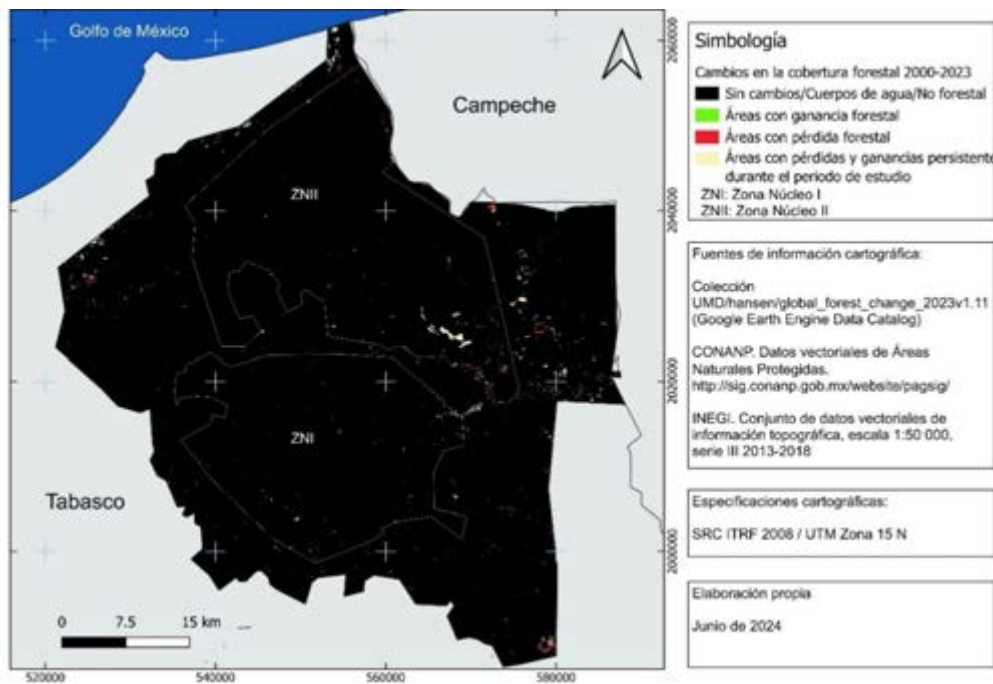 Golfo de México
Campeche
ZNII
ZNI
Tabasco
0 7.5 15 km
520000 540000 560000 580000
2060000
2040000
2020000
2000000
Simbología
Cambios en la cobertura forestal 2000-2023
Sin cambios/Cuerpos de agua/No forestal
Áreas con ganancia forestal
Áreas con pérdida forestal
Áreas con pérdidas y ganancias persistente
durante el periodo de estudio
ZNI: Zona Núcleo I
ZNII: Zona Núcleo II
Fuentes de información cartográfica:
Colección
UMD/hansen/global_forest_change_2023v1.11
(Google Earth Engine Data Catalog)
CONANP. Datos vectoriales de Áreas
Naturales Protegidas.
http://sig.conanp.gob.mx/website/pagsig/
INEGI. Conjunto de datos vectoriales de
información topográfica, escala 1:50 000,
serie III 2013-2018
Especificaciones cartográficas:
SRC ITRF 2008 / UTM Zona 15 N
Elaboración propia
Junio de 2024